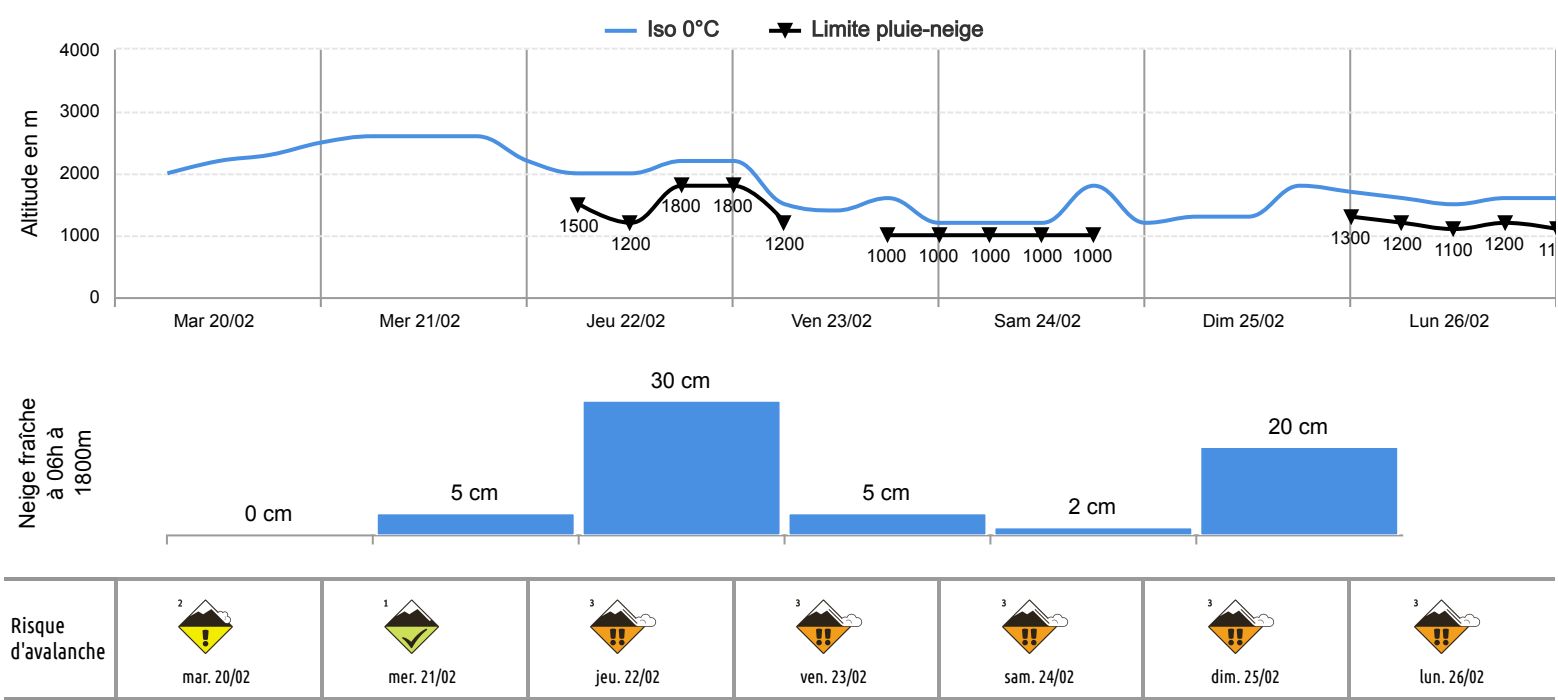 Iso 0°C Limite pluie-neige
4000
3000
2000
1000
0
Altitude en m
1500
1200
1800
1800
1200
1000
1000
1000
1000
1000
1300
1200
1100
1200
11
Mar 20/02 Mer 21/02 Jeu 22/02 Ven 23/02 Sam 24/02 Dim 25/02 Lun 26/02
Neige fraîche
à 06h à
1800m
0 cm 5 cm 30 cm 5 cm 2 cm 20 cm
Risque
d'avalanche
2 1 3 3 3 3 3
mar. 20/02 mer. 21/02 jeu. 22/02 ven. 23/02 sam. 24/02 dim. 25/02 lun. 26/02